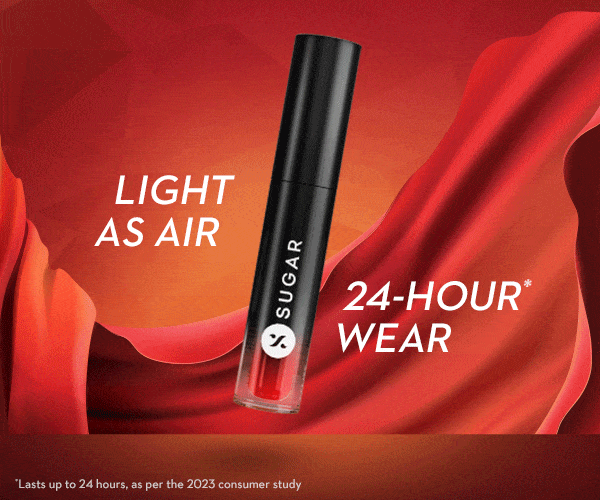 LIGHT
AS AIR
SUGAR
24-HOUR*
WEAR
*Lasts up to 24 hours, as per the 2023 consumer study